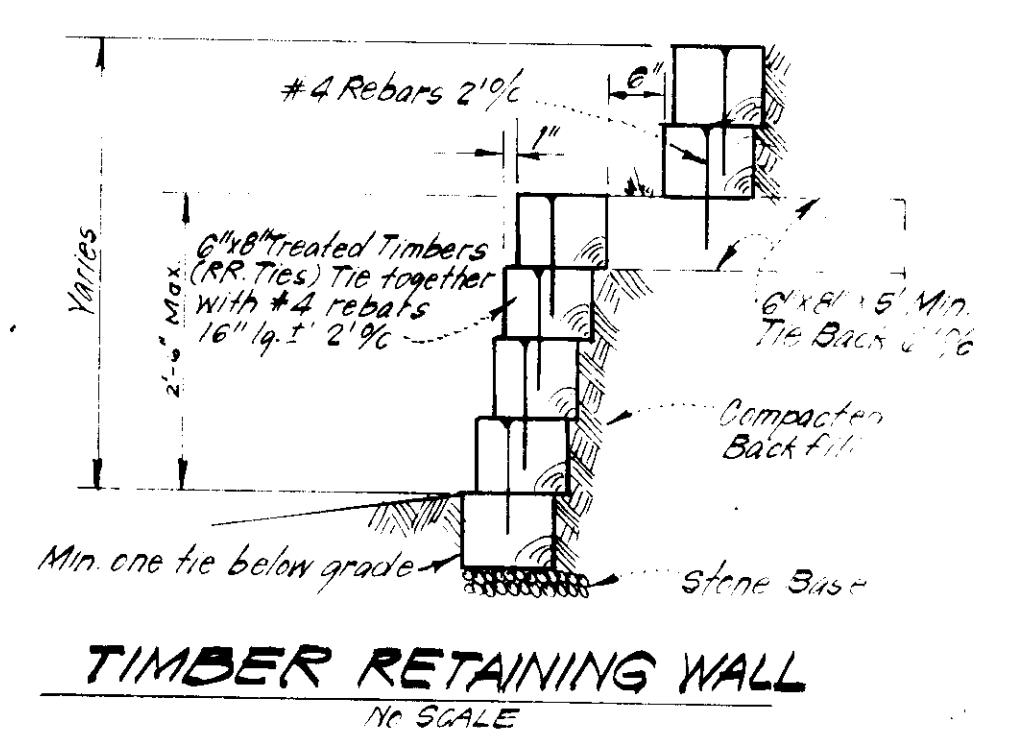 #4 Rebars 2' o/c
6"
1"
Varies
2'-6" Max.
6"x8" Treated Timbers
(RR. Ties) Tie together
with #4 rebars
16" lg. ± 2' o/c
6"x8" x 5' Min.
Tie Back
Compacted
Backfill
Min. one tie below grade
Stone Base
TIMBER RETAINING WALL
NO SCALE